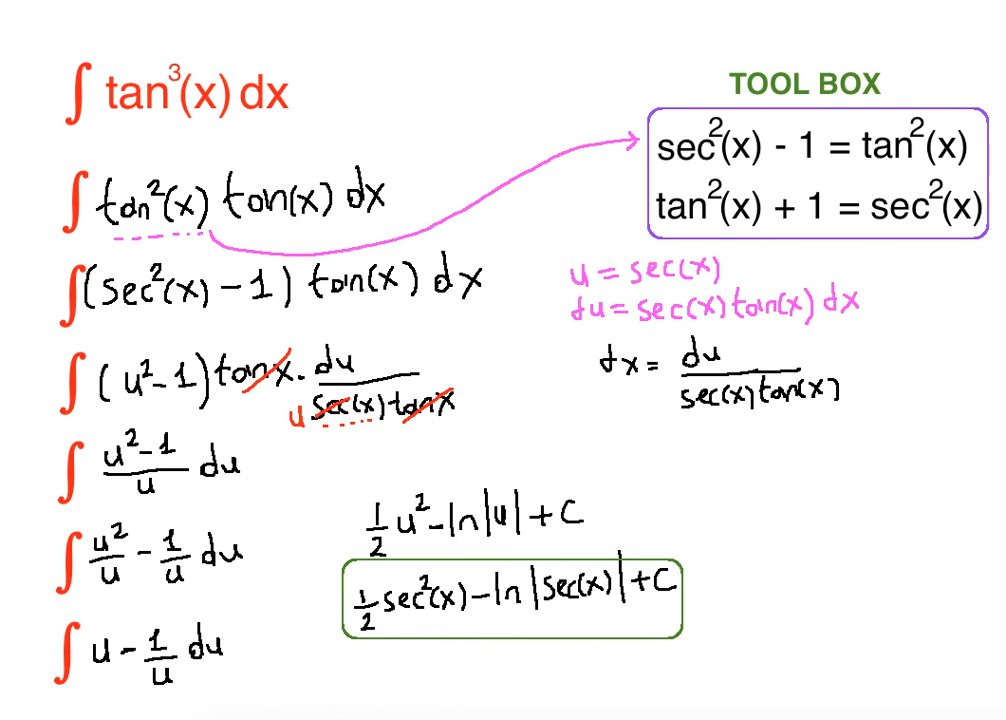 ∫ tan³(x) dx
TOOL BOX
sec²(x) - 1 = tan²(x)
tan²(x) + 1 = sec²(x)
∫ tan²(x) tan(x) dx
∫(sec²(x) - 1) tan(x) dx
u = sec(x)
du = sec(x) tan(x) dx
dx = du / sec(x) tan(x)
∫ (u² - 1) tan x · du / sec(x) tan x
u
∫ u² - 1 / u du
∫ u²/u - 1/u du
∫ u - 1/u du
1/2 u² - ln|u| + C
1/2 sec²(x) - ln|sec(x)| + C